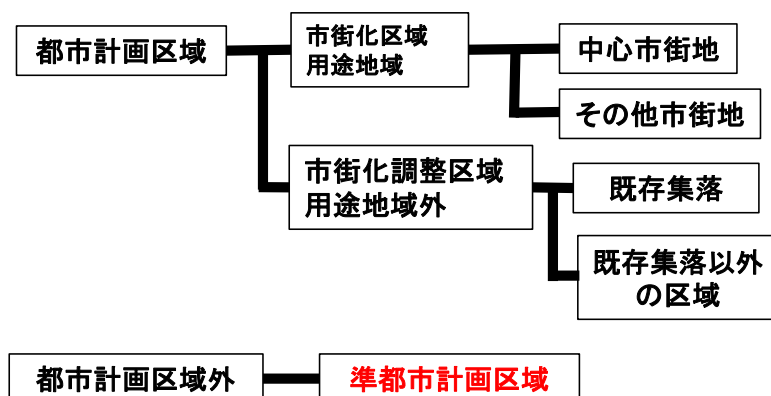 都市計画区域
市街化区域
用途地域
中心市街地
その他市街地
市街化調整区域
用途地域外
既存集落
既存集落以外
の区域
都市計画区域外
準都市計画区域